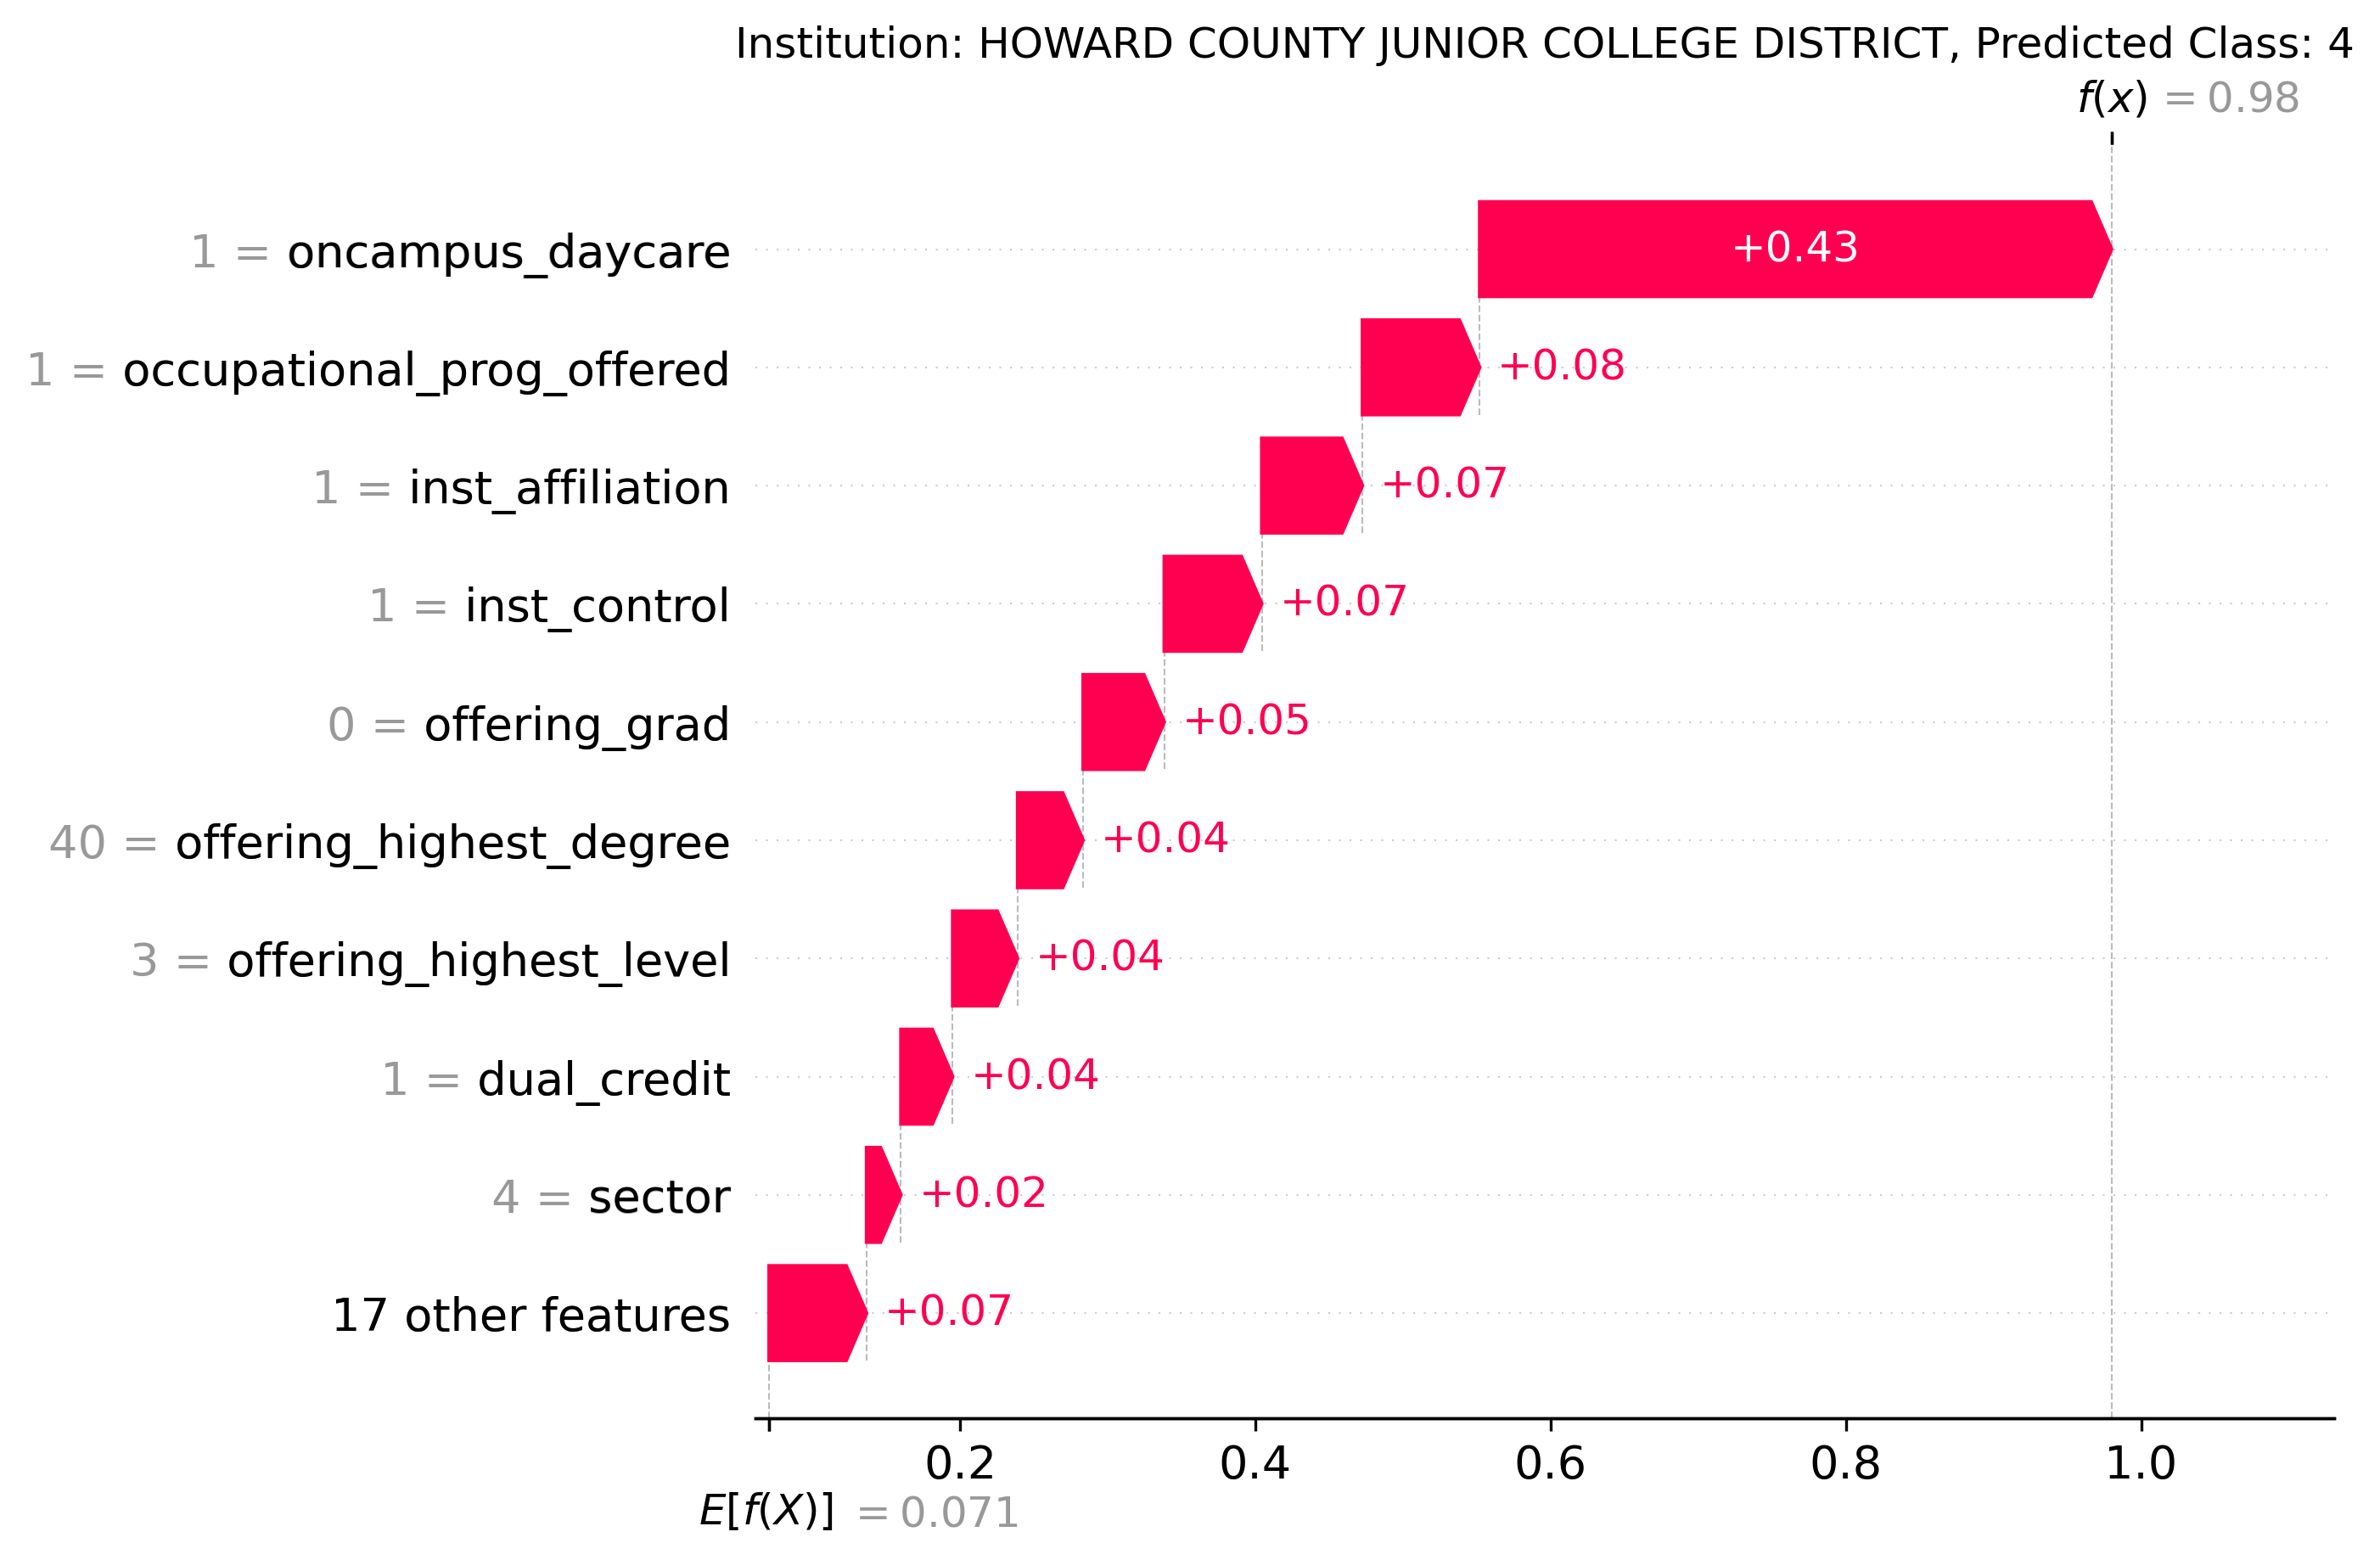 Institution: HOWARD COUNTY JUNIOR COLLEGE DISTRICT, Predicted Class: 4
f(x) = 0.98
1 = oncampus_daycare +0.43
1 = occupational_prog_offered +0.08
1 = inst_affiliation +0.07
1 = inst_control +0.07
0 = offering_grad +0.05
40 = offering_highest_degree +0.04
3 = offering_highest_level +0.04
1 = dual_credit +0.04
4 = sector +0.02
17 other features +0.07
0.2 0.4 0.6 0.8 1.0
E[f(X)] = 0.071